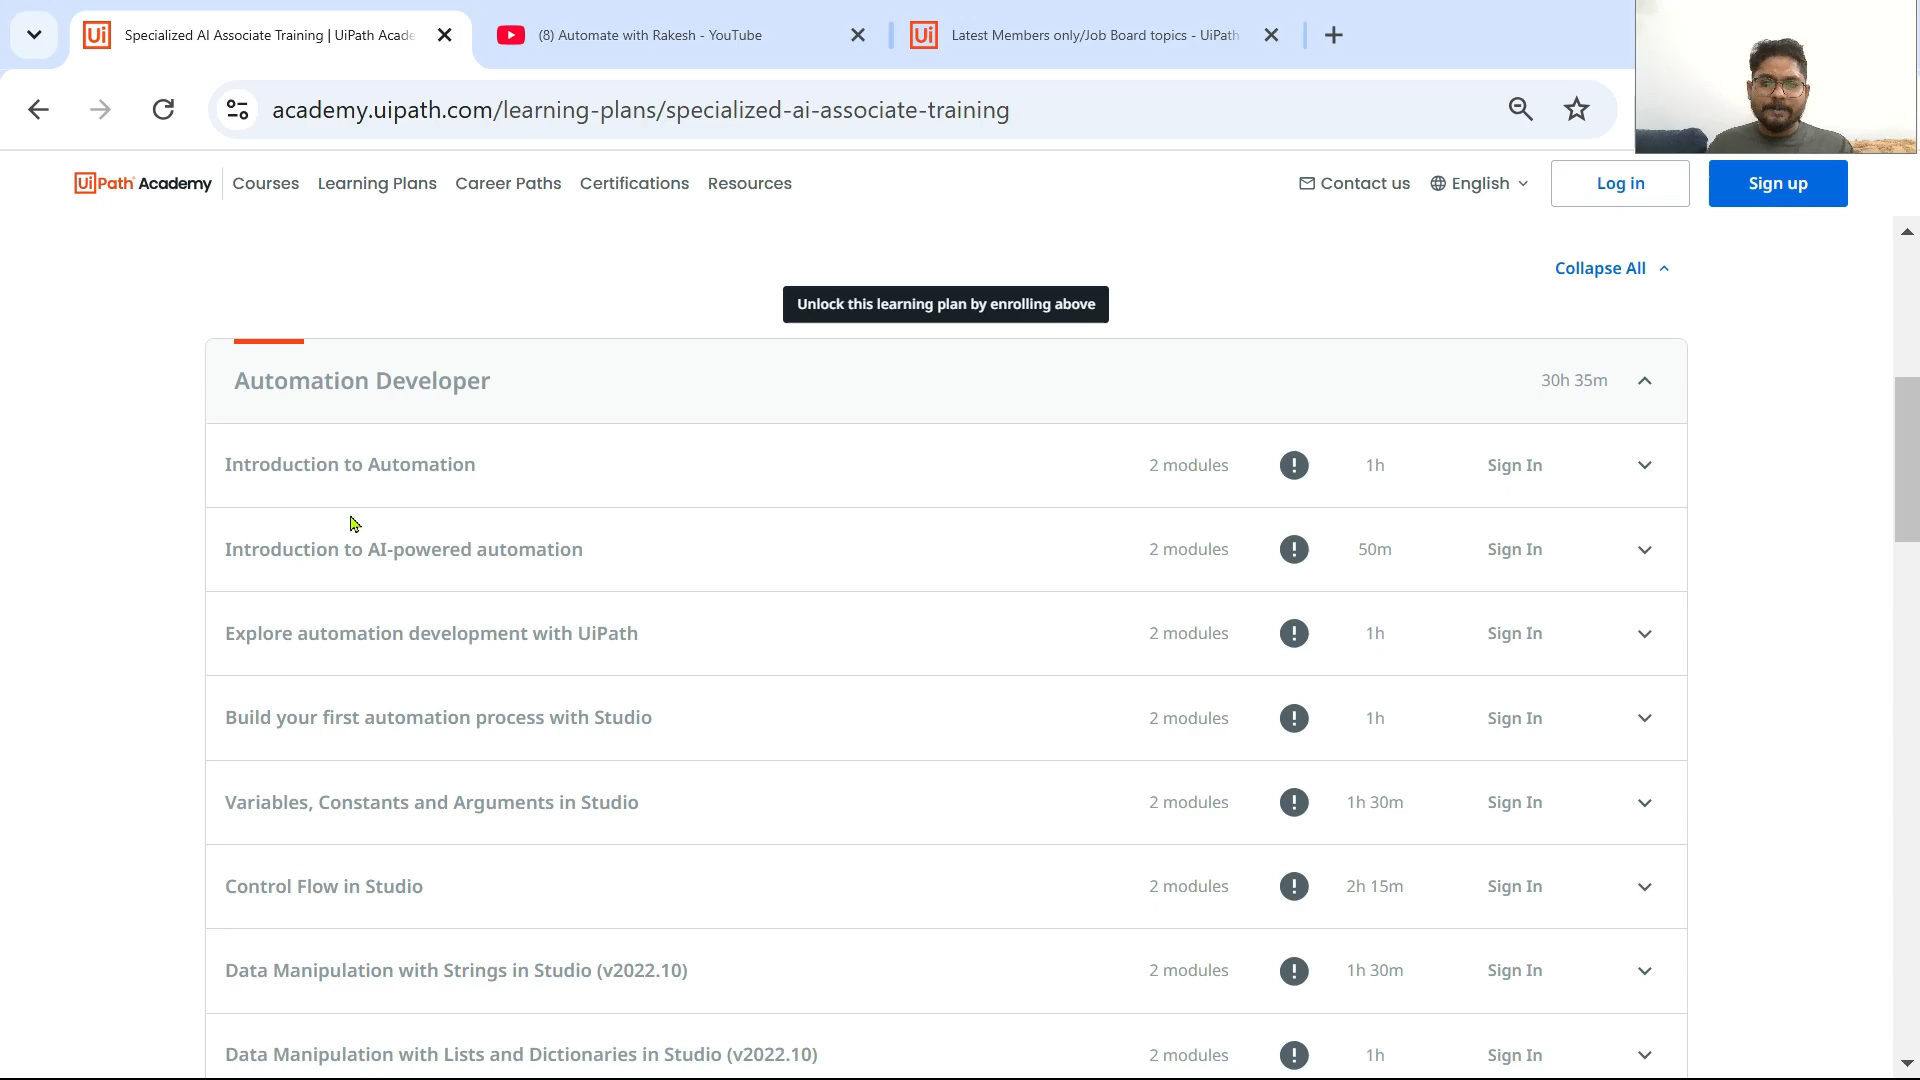 Ui
Specialized AI Associate Training | UiPath Acade
(8) Automate with Rakesh - YouTube
Ui
Latest Members only/Job Board topics - UiPath
academy.uipath.com/learning-plans/specialized-ai-associate-training
UiPath Academy
Courses
Learning Plans
Career Paths
Certifications
Resources
Contact us
English
Log in
Sign up
Collapse All
Unlock this learning plan by enrolling above
Automation Developer 30h 35m
Introduction to Automation 2 modules ! 1h Sign In
Introduction to AI-powered automation 2 modules ! 50m Sign In
Explore automation development with UiPath 2 modules ! 1h Sign In
Build your first automation process with Studio 2 modules ! 1h Sign In
Variables, Constants and Arguments in Studio 2 modules ! 1h 30m Sign In
Control Flow in Studio 2 modules ! 2h 15m Sign In
Data Manipulation with Strings in Studio (v2022.10) 2 modules ! 1h 30m Sign In
Data Manipulation with Lists and Dictionaries in Studio (v2022.10) 2 modules ! 1h Sign In